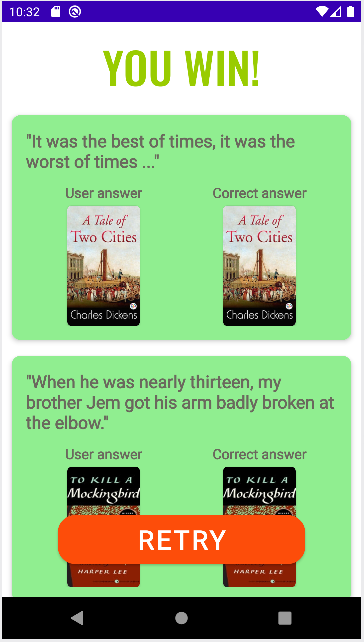 10:32
YOU WIN!
"It was the best of times, it was the
worst of times ..."
User answer Correct answer
A Tale of A Tale of
Two Cities Two Cities
Charles Dickens Charles Dickens
"When he was nearly thirteen, my
brother Jem got his arm badly broken at
the elbow."
User answer Correct answer
TO KILL A TO KILL A
Mockingbird Mockingbird
RETRY
HARPER LEE HARPER LEE